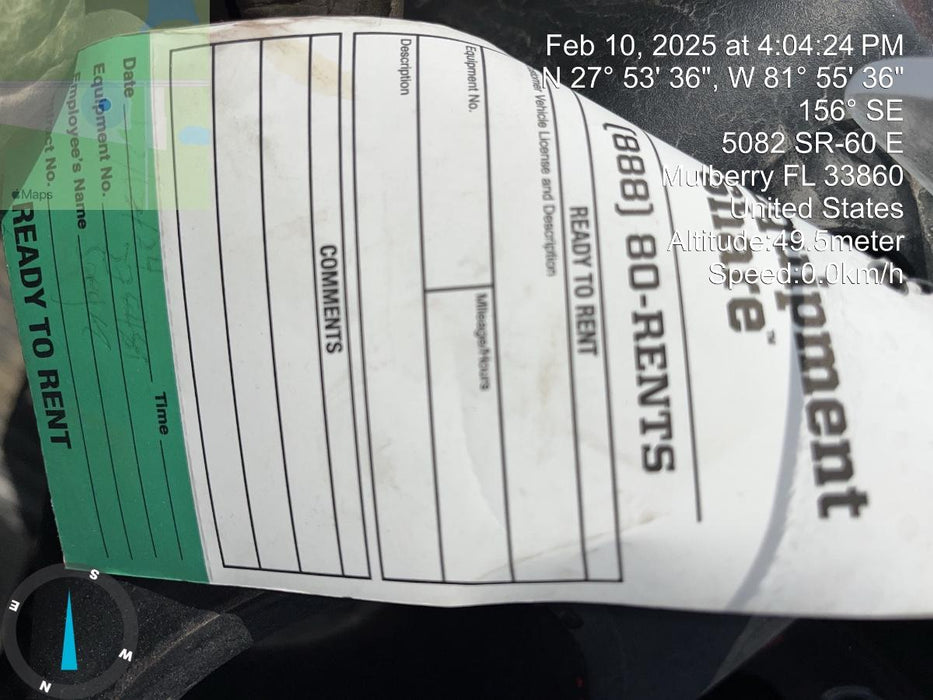 Feb 10, 2025 at 4:04:24 PM
N 27° 53' 36", W 81° 55' 36"
156° SE
5082 SR-60 E
Mulberry FL 33860
United States
Altitude:49.5meter
Speed:0.0km/h
Maps
(888) 80-RENTS
READY TO RENT
Vehicle License and Description
Equipment No.
Mileage/Hours
Description
COMMENTS
Date
Time
Equipment No.
Employee's Name
No.
READY TO RENT
S
E
W
N